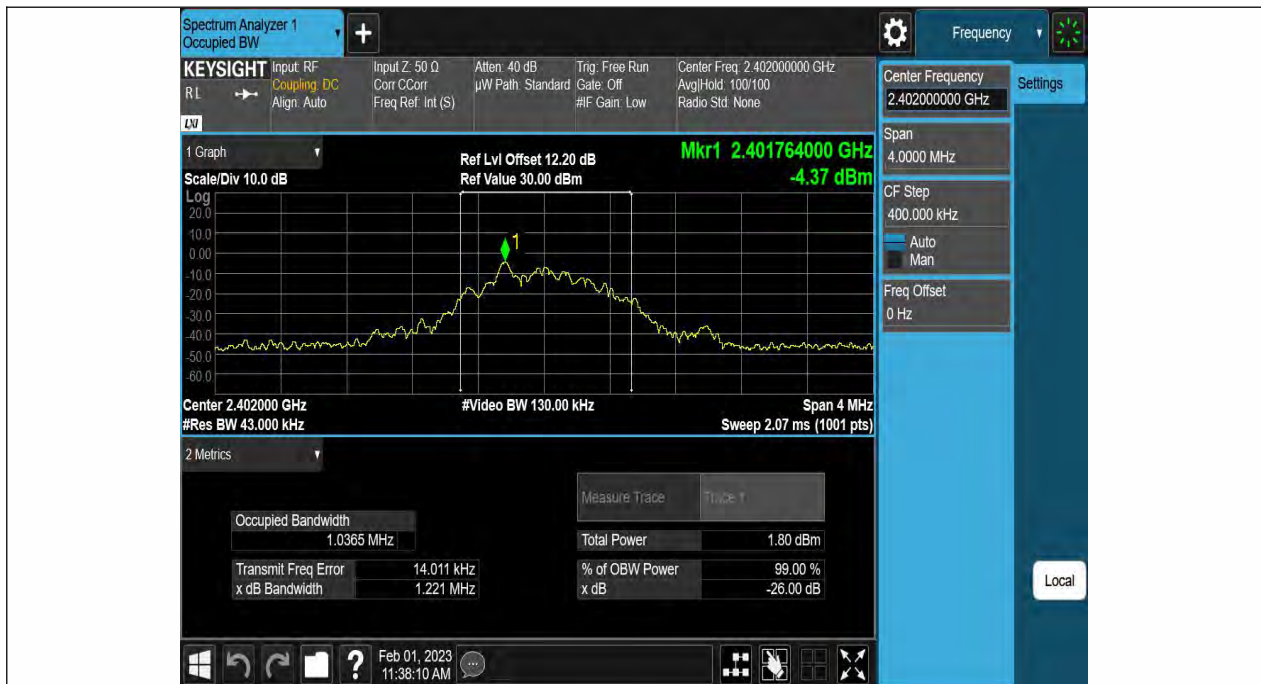 Spectrum Analyzer 1
Occupied BW
+
Frequency
KEYSIGHT
R L
LXI
Input: RF
Coupling: DC
Align: Auto
Input Z: 50 Ω
Corr CCorr
Freq Ref: Int (S)
Atten: 40 dB
µW Path: Standard
Trig: Free Run
Gate: Off
#IF Gain: Low
Center Freq: 2.402000000 GHz
Avg|Hold: 100/100
Radio Std: None
Center Frequency
2.402000000 GHz
Settings
Span
4.0000 MHz
CF Step
400.000 kHz
Auto
Man
Freq Offset
0 Hz
Local
1 Graph
Scale/Div 10.0 dB
Ref Lvl Offset 12.20 dB
Ref Value 30.00 dBm
Mkr1 2.401764000 GHz
-4.37 dBm
Log
20.0
10.0
0.00
-10.0
-20.0
-30.0
-40.0
-50.0
-60.0
1
Center 2.402000 GHz
#Video BW 130.00 kHz
Span 4 MHz
#Res BW 43.000 kHz
Sweep 2.07 ms (1001 pts)
2 Metrics
Measure Trace
Trace 1
Occupied Bandwidth
1.0365 MHz
Total Power 1.80 dBm
Transmit Freq Error 14.011 kHz
% of OBW Power 99.00 %
x dB Bandwidth 1.221 MHz
x dB -26.00 dB
?
Feb 01, 2023
11:38:10 AM